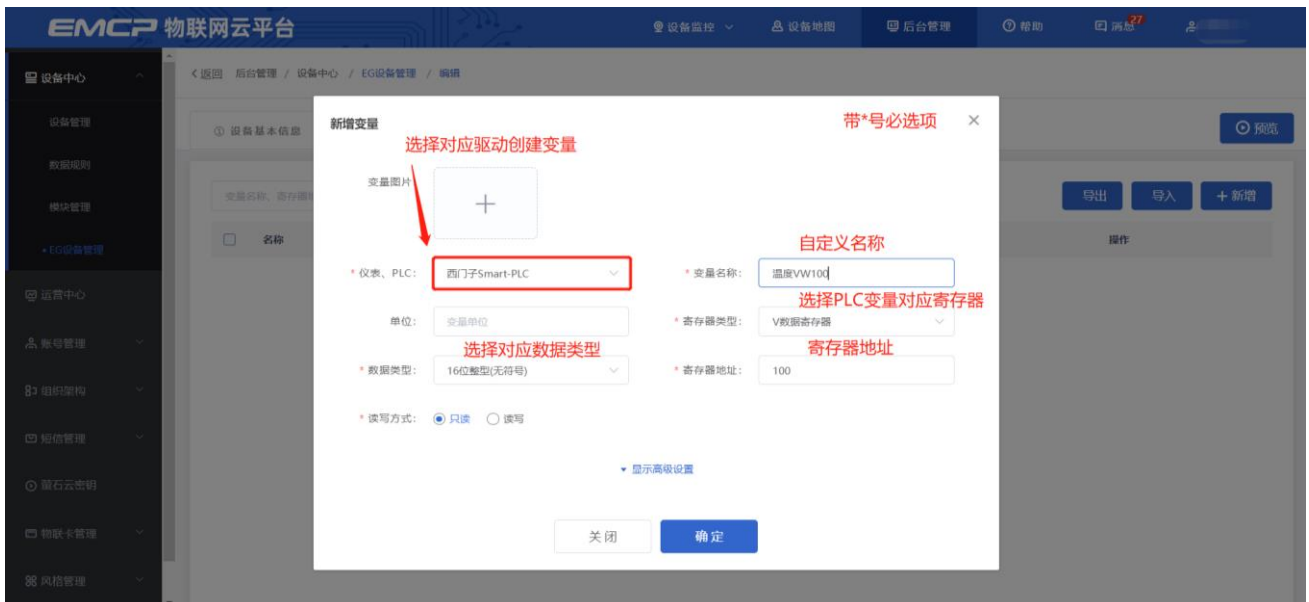 EMCP 物联网云平台
设备监控 设备地图 后台管理 帮助 消息 27
设备中心
<返回 后台管理 / 设备中心 / EG设备管理 / 编辑
设备管理
数据规则
模块管理
•EG设备管理
运营中心
账号管理
组织架构
短信管理
萤石云密钥
物联卡管理
风格管理
① 设备基本信息
预览
变量名称、寄存器
导出 导入 + 新增
名称 操作
新增变量
带*号必选项
×
选择对应驱动创建变量
变量图片
+
自定义名称
* 仪表、PLC: 西门子Smart-PLC
* 变量名称: 温度VW100
选择PLC变量对应寄存器
单位: 变量单位
* 寄存器类型: V数据寄存器
选择对应数据类型
寄存器地址
* 数据类型: 16位整型(无符号)
* 寄存器地址: 100
* 读写方式: 只读 读写
显示高级设置
关闭 确定